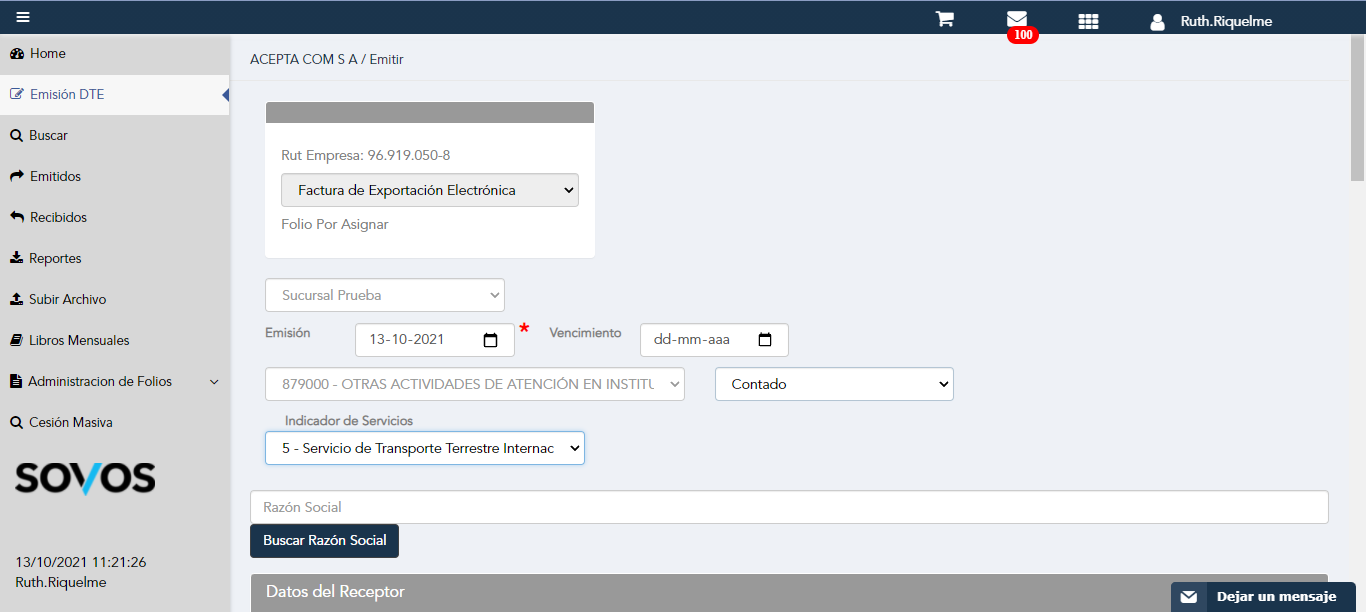 Ruth.Riquelme
100
Home
Emisión DTE
Buscar
Emitidos
Recibidos
Reportes
Subir Archivo
Libros Mensuales
Administracion de Folios
Cesión Masiva
SOVOS
13/10/2021 11:21:26
Ruth.Riquelme
ACEPTA COM S A / Emitir
Rut Empresa: 96.919.050-8
Factura de Exportación Electrónica
Folio Por Asignar
Sucursal Prueba
Emisión 13-10-2021 * Vencimiento dd-mm-aaa
879000 - OTRAS ACTIVIDADES DE ATENCIÓN EN INSTITU Contado
Indicador de Servicios
5 - Servicio de Transporte Terrestre Internac
Razón Social
Buscar Razón Social
Datos del Receptor
Dejar un mensaje